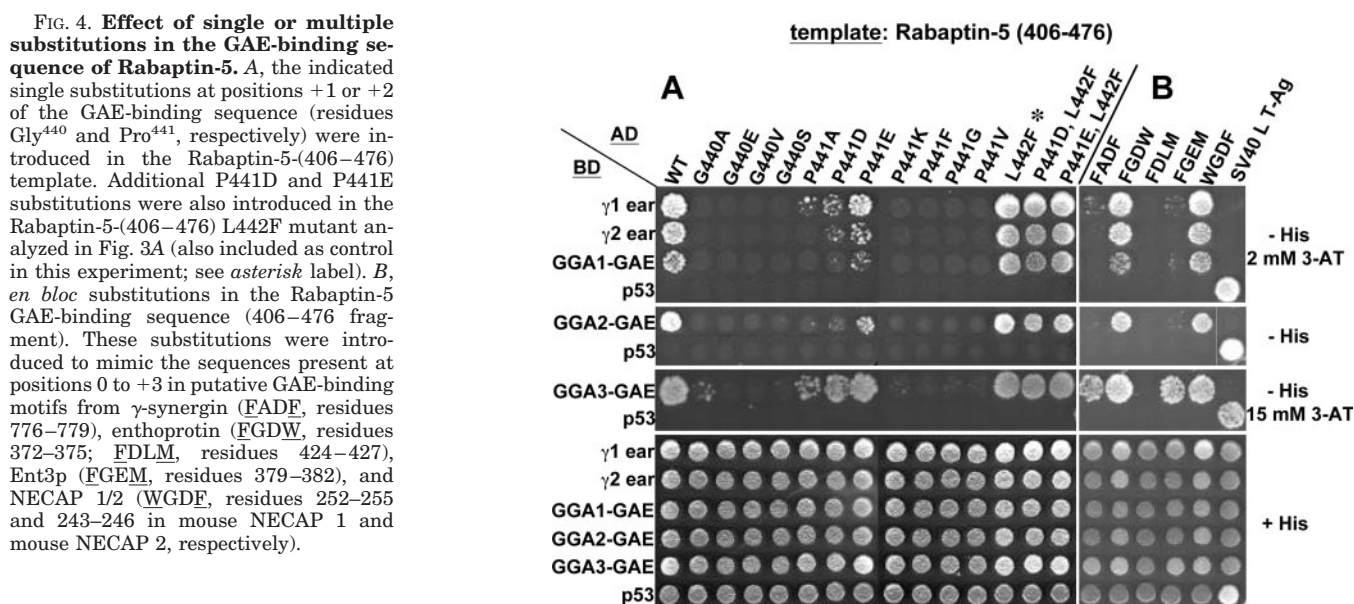 FIG. 4. Effect of single or multiple
substitutions in the GAE-binding se-
quence of Rabaptin-5. A, the indicated
single substitutions at positions +1 or +2
of the GAE-binding sequence (residues
Gly440 and Pro441, respectively) were in-
troduced in the Rabaptin-5-(406–476)
template. Additional P441D and P441E
substitutions were also introduced in the
Rabaptin-5-(406–476) L442F mutant an-
alyzed in Fig. 3A (also included as control
in this experiment; see asterisk label). B,
en bloc substitutions in the Rabaptin-5
GAE-binding sequence (406–476 frag-
ment). These substitutions were intro-
duced to mimic the sequences present at
positions 0 to +3 in putative GAE-binding
motifs from γ-synergin (FADF, residues
776–779), enthoprotin (FGDW, residues
372–375; FDLM, residues 424–427),
Ent3p (FGEM, residues 379–382), and
NECAP 1/2 (WGDF, residues 252–255
and 243–246 in mouse NECAP 1 and
mouse NECAP 2, respectively).
template: Rabaptin-5 (406-476)
A
B
AD
BD
WT
G440A
G440E
G440V
G440S
P441A
P441D
P441E
P441K
P441F
P441G
P441V
L442F *
P441D, L442F
P441E, L442F
FADF
FGDW
FDLM
FGEM
WGDF
SV40 L T-Ag
γ1 ear
γ2 ear
GGA1-GAE
p53
- His
2 mM 3-AT
GGA2-GAE
p53
- His
GGA3-GAE
p53
- His
15 mM 3-AT
γ1 ear
γ2 ear
GGA1-GAE
GGA2-GAE
GGA3-GAE
p53
+ His